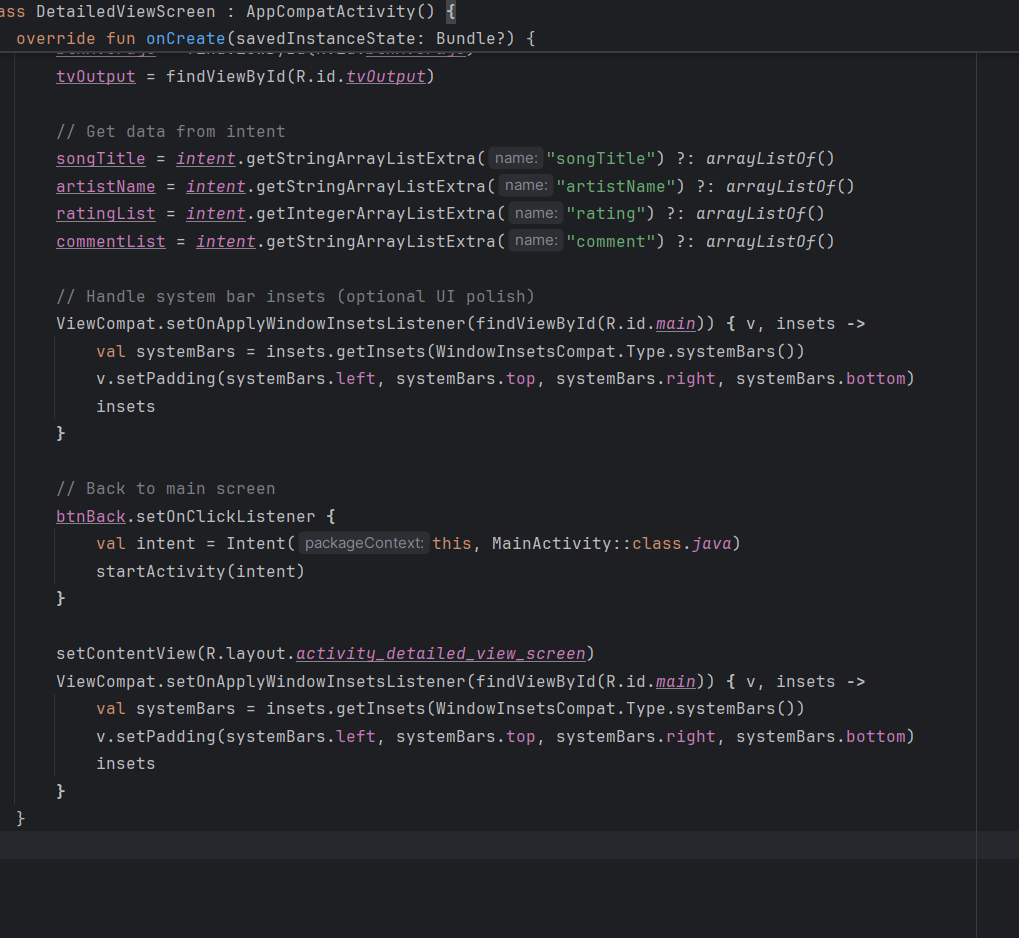 ass DetailedViewScreen : AppCompatActivity() {
override fun onCreate(savedInstanceState: Bundle?) {
tvOutput = findViewById(R.id.tvOutput)
// Get data from intent
songTitle = intent.getStringArrayListExtra( name: "songTitle") ?: arrayListOf()
artistName = intent.getStringArrayListExtra( name: "artistName") ?: arrayListOf()
ratingList = intent.getIntegerArrayListExtra( name: "rating") ?: arrayListOf()
commentList = intent.getStringArrayListExtra( name: "comment") ?: arrayListOf()
// Handle system bar insets (optional UI polish)
ViewCompat.setOnApplyWindowInsetsListener(findViewById(R.id.main)) { v, insets ->
val systemBars = insets.getInsets(WindowInsetsCompat.Type.systemBars())
v.setPadding(systemBars.left, systemBars.top, systemBars.right, systemBars.bottom)
insets
}
// Back to main screen
btnBack.setOnClickListener {
val intent = Intent( packageContext: this, MainActivity::class.java)
startActivity(intent)
}
setContentView(R.layout.activity_detailed_view_screen)
ViewCompat.setOnApplyWindowInsetsListener(findViewById(R.id.main)) { v, insets ->
val systemBars = insets.getInsets(WindowInsetsCompat.Type.systemBars())
v.setPadding(systemBars.left, systemBars.top, systemBars.right, systemBars.bottom)
insets
}
}